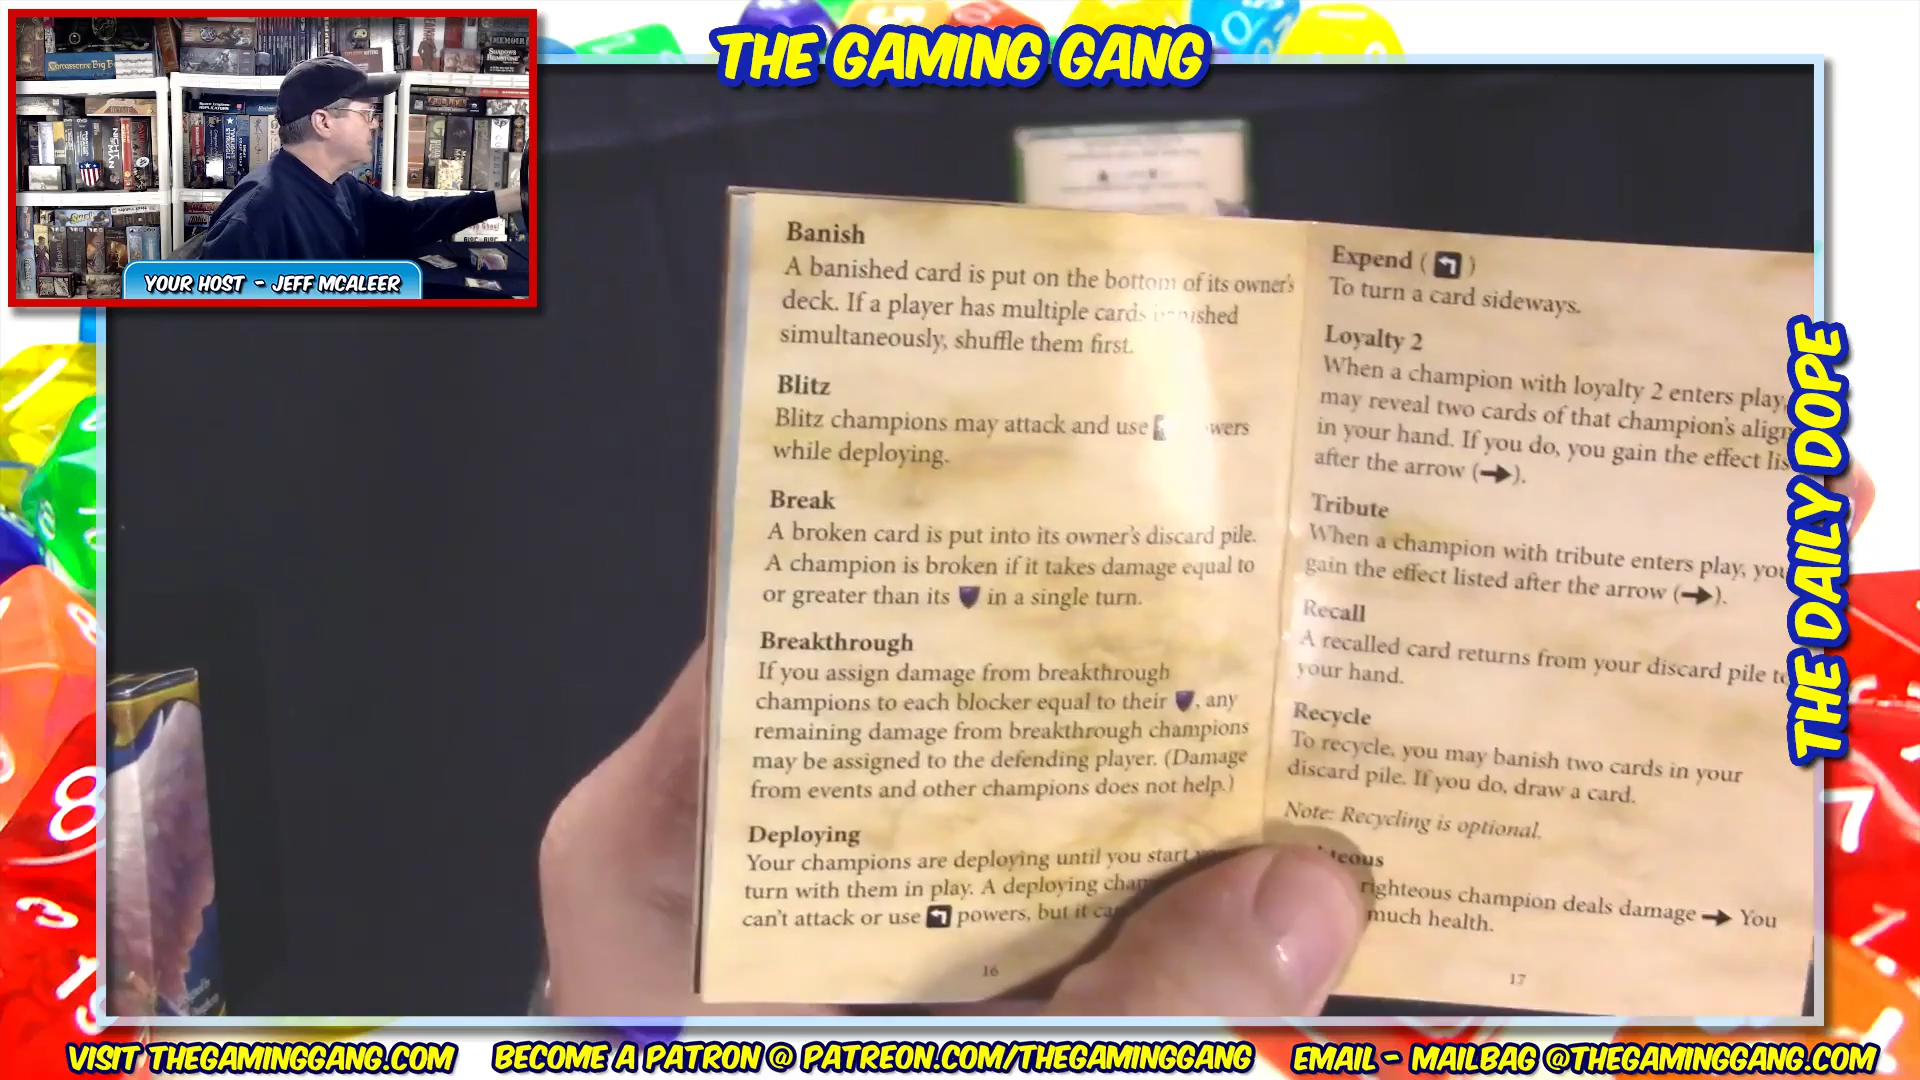 THE GAMING GANG
YOUR HOST - JEFF MCALEER
Banish
A banished card is put on the bottom of its owner's
deck. If a player has multiple cards banished
simultaneously, shuffle them first.
Blitz
Blitz champions may attack and use
while deploying.
Break
A broken card is put into its owner's discard pile.
A champion is broken if it takes damage equal to
or greater than its in a single turn.
Breakthrough
If you assign damage from breakthrough
champions to each blocker equal to their , any
remaining damage from breakthrough champions
may be assigned to the defending player. (Damage
from events and other champions does not help.)
Deploying
Your champions are deploying until you start
turn with them in play. A deploying
can't attack or use powers, but it
16
Expend ( )
To turn a card sideways.
Loyalty 2
When a champion with loyalty 2 enters play,
may reveal two cards of that champion's
in your hand. If you do, you gain the effect
after the arrow (→).
Tribute
When a champion with tribute enters play, you
gain the effect listed after the arrow (→).
Recall
A recalled card returns from your discard pile to
your hand.
Recycle
To recycle, you may banish two cards in your
discard pile. If you do, draw a card.
Note: Recycling is optional.
righteous champion deals damage → You
much health.
17
THE DAILY DOPE
VISIT THEGAMINGGANG.COM BECOME A PATRON @ PATREON.COM/THEGAMINGGANG EMAIL - MAILBAG @THEGAMINGGANG.COM